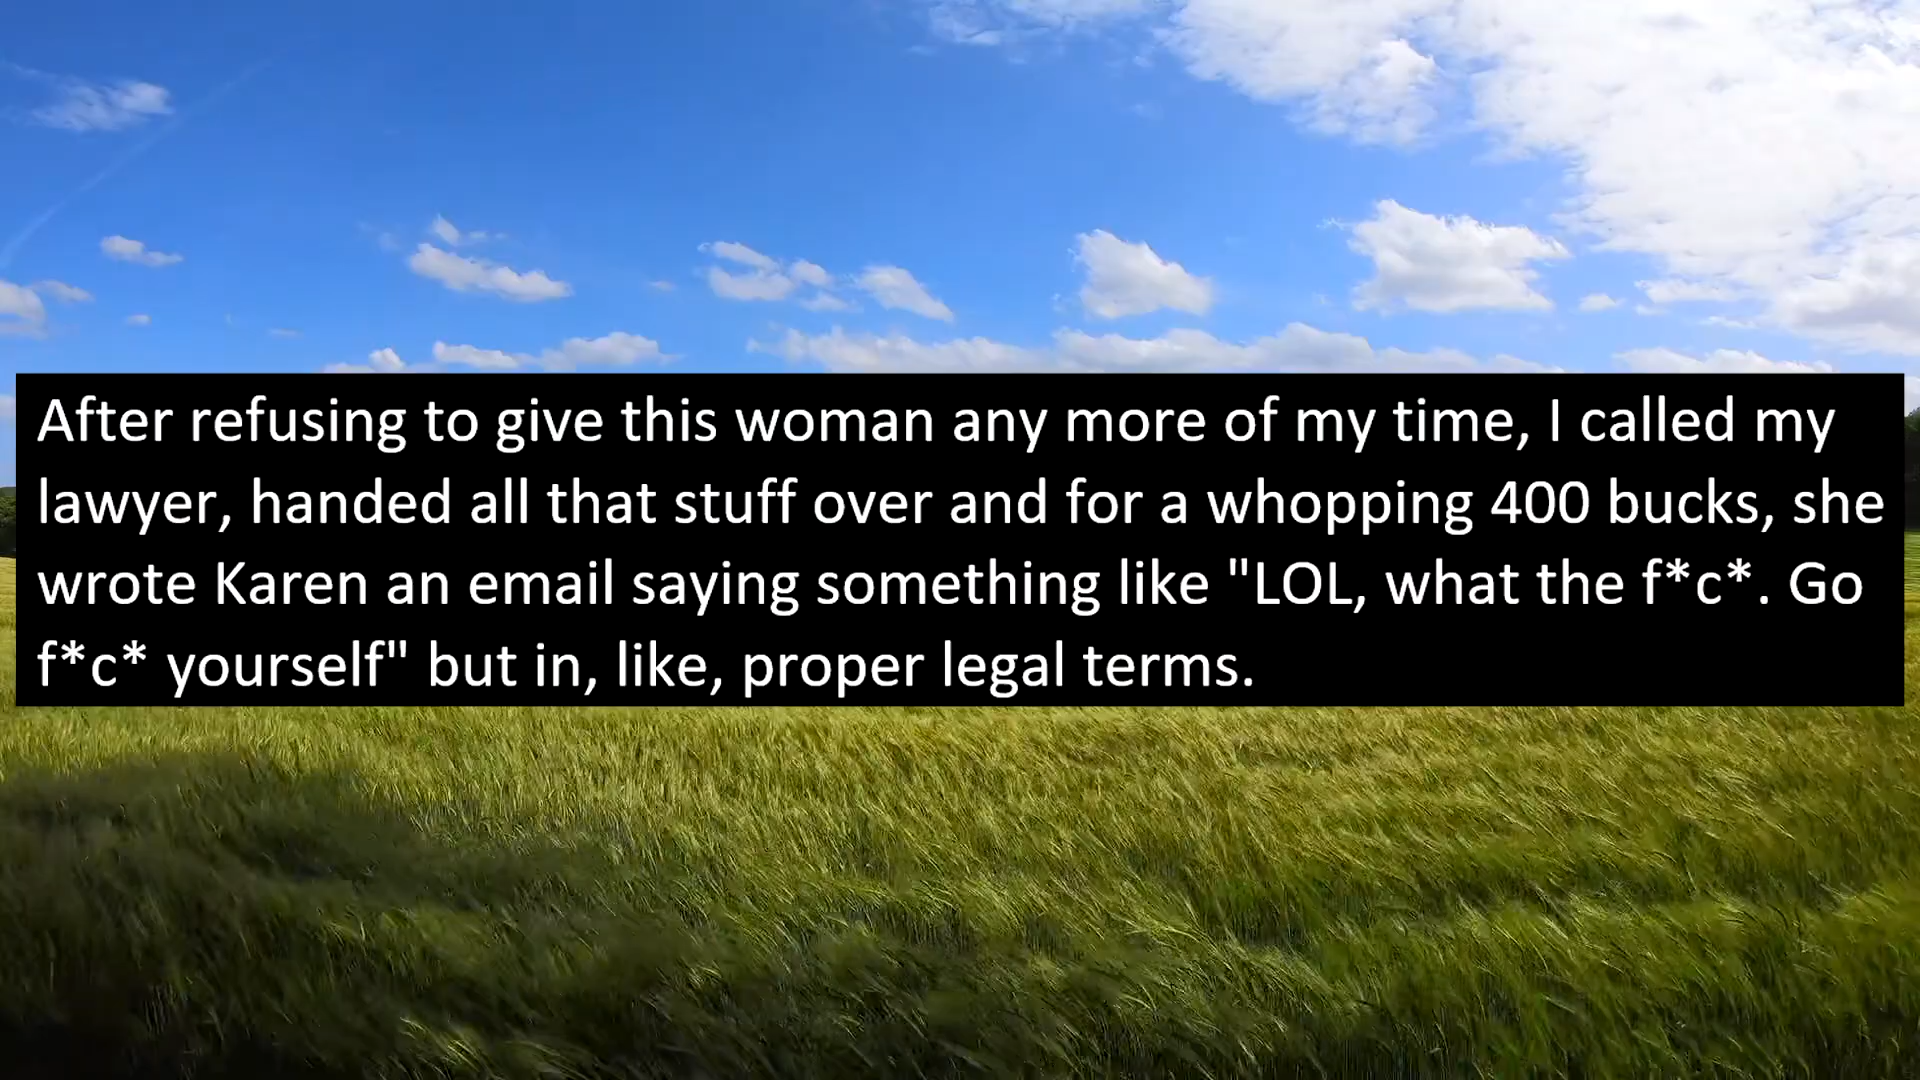 After refusing to give this woman any more of my time, I called my
lawyer, handed all that stuff over and for a whopping 400 bucks, she
wrote Karen an email saying something like "LOL, what the f*c*. Go
f*c* yourself" but in, like, proper legal terms.